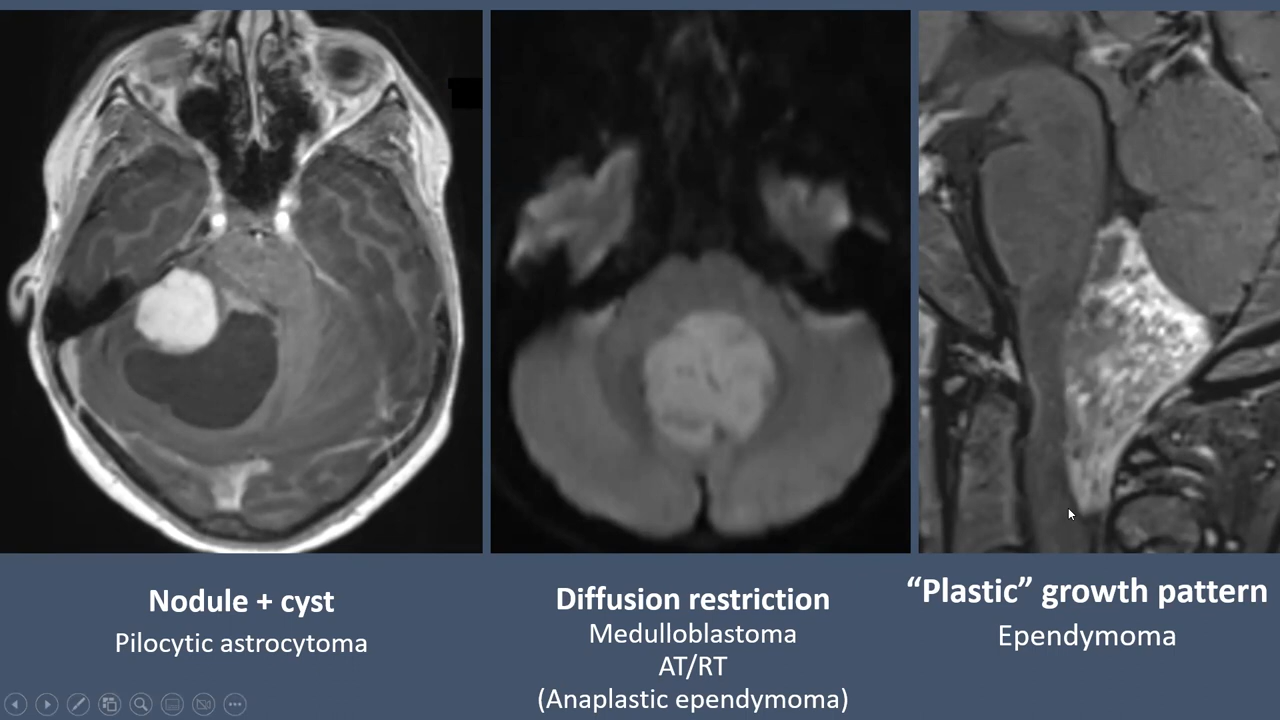 Nodule + cyst
Pilocytic astrocytoma
Diffusion restriction
Medulloblastoma
AT/RT
(Anaplastic ependymoma)
“Plastic” growth pattern
Ependymoma